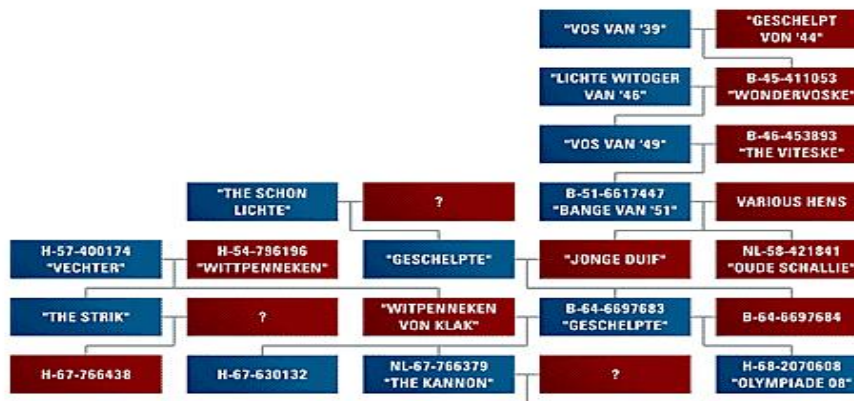 "VOS VAN '39"
"GESCHELPT
VON '44"
"LICHTE WITOGER
VAN '46"
B-45-411053
"WONDERVOSKE"
"VOS VAN '49"
B-46-453893
"THE VITESKE"
"THE SCHON
LICHTE"
?
B-51-6617447
"BANGE VAN '51"
VARIOUS HENS
H-57-400174
"VECHTER"
H-54-796196
"WITTPENNEKEN"
"GESCHELPTE"
"JONGE DUIF"
NL-58-421841
"OUDE SCHALLIE"
"THE STRIK"
?
"WITPENNEKEN
VON KLAK"
B-64-6697683
"GESCHELPTE"
B-64-6697684
H-67-766438
H-67-630132
NL-67-766379
"THE KANNON"
?
H-68-2070608
"OLYMPIADE 08"